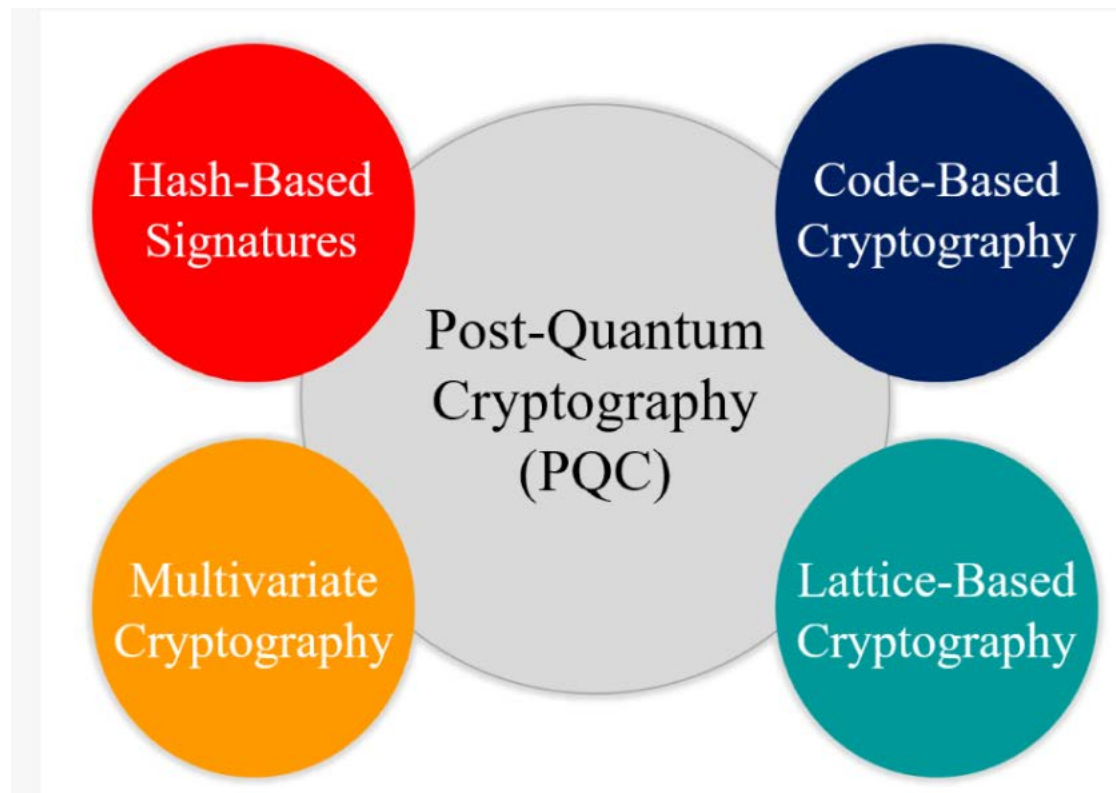 Hash-Based
Signatures
Code-Based
Cryptography
Post-Quantum
Cryptography
(PQC)
Multivariate
Cryptography
Lattice-Based
Cryptography